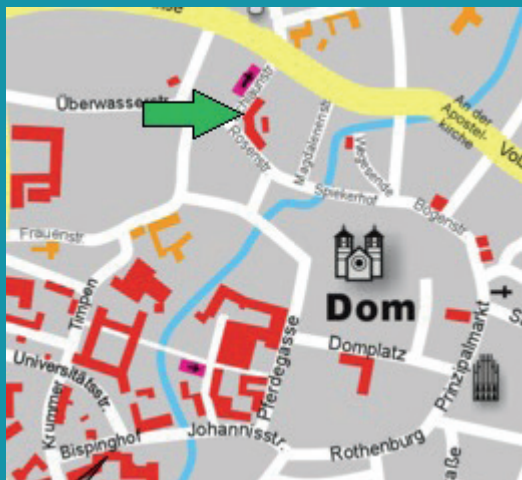 Überwasserstr.
Rosenstr.
Magdalenenstr
Wegesende
Spiekerhof
An der
Apostel-
kirche
Bogenstr.
Frauenstr.
Dom
Timpen
Domplatz
Prinzipalmarkt
Pferdegasse
Universitätsstr.
Krummer
Bispinghof
Johannisstr.
Rothenburg